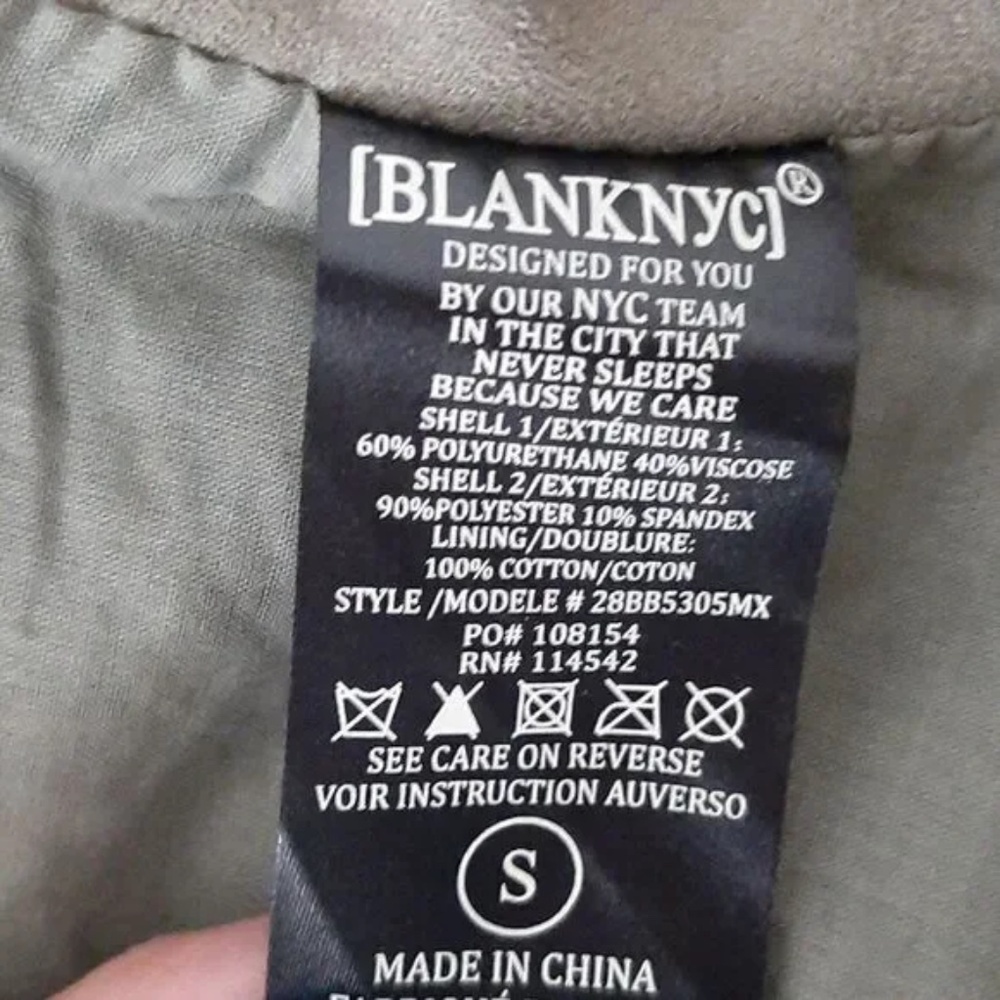 [BLANKNYC]®
DESIGNED FOR YOU
BY OUR NYC TEAM
IN THE CITY THAT
NEVER SLEEPS
BECAUSE WE CARE
SHELL 1/EXTÉRIEUR 1:
60% POLYURETHANE 40%VISCOSE
SHELL 2/EXTÉRIEUR 2:
90%POLYESTER 10% SPANDEX
LINING/DOUBLURE:
100% COTTON/COTON
STYLE /MODELE # 28BB5305MX
PO# 108154
RN# 114542
SEE CARE ON REVERSE
VOIR INSTRUCTION AUVERSO
S
MADE IN CHINA